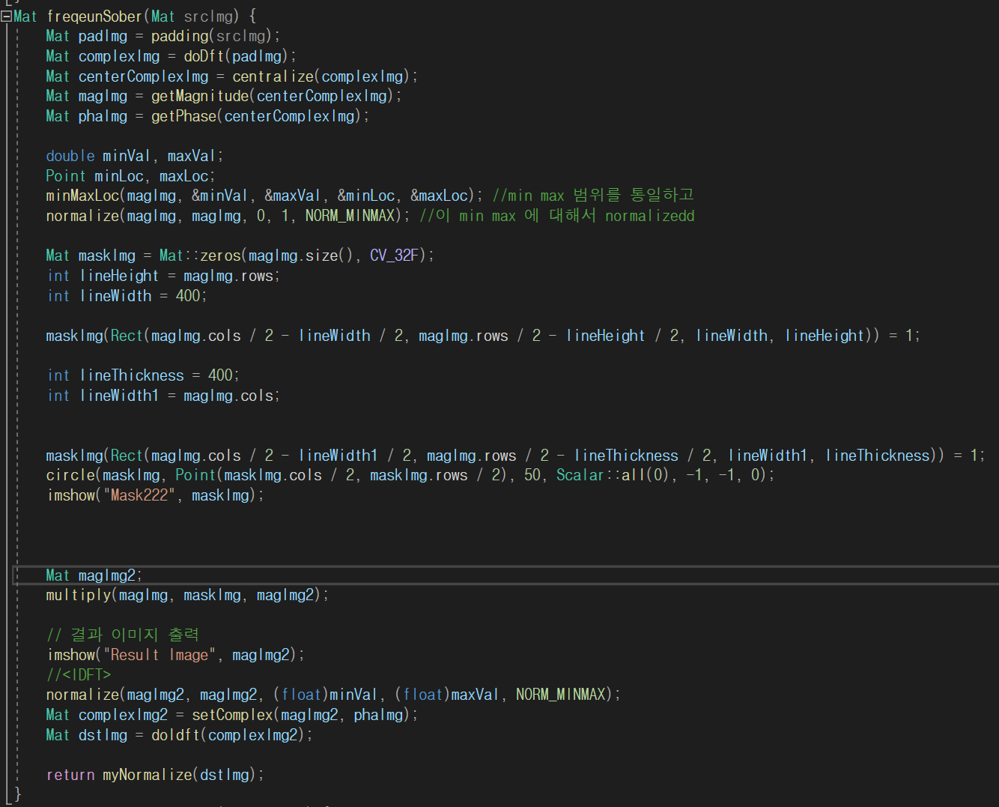 Mat freqeunSober(Mat srcImg) {
Mat padImg = padding(srcImg);
Mat complexImg = doDft(padImg);
Mat centerComplexImg = centralize(complexImg);
Mat magImg = getMagnitude(centerComplexImg);
Mat phaImg = getPhase(centerComplexImg);
double minVal, maxVal;
Point minLoc, maxLoc;
minMaxLoc(magImg, &minVal, &maxVal, &minLoc, &maxLoc); //min max 범위를 통일하고
normalize(magImg, magImg, 0, 1, NORM_MINMAX); //이 min max 에 대해서 normalizedd
Mat maskImg = Mat::zeros(magImg.size(), CV_32F);
int lineHeight = magImg.rows;
int lineWidth = 400;
maskImg(Rect(magImg.cols / 2 - lineWidth / 2, magImg.rows / 2 - lineHeight / 2, lineWidth, lineHeight)) = 1;
int lineThickness = 400;
int lineWidth1 = magImg.cols;
maskImg(Rect(magImg.cols / 2 - lineWidth1 / 2, magImg.rows / 2 - lineThickness / 2, lineWidth1, lineThickness)) = 1;
circle(maskImg, Point(maskImg.cols / 2, maskImg.rows / 2), 50, Scalar::all(0), -1, -1, 0);
imshow("Mask222", maskImg);
Mat magImg2;
multiply(magImg, maskImg, magImg2);
// 결과 이미지 출력
imshow("Result Image", magImg2);
//<IDFT>
normalize(magImg2, magImg2, (float)minVal, (float)maxVal, NORM_MINMAX);
Mat complexImg2 = setComplex(magImg2, phaImg);
Mat dstImg = doIdft(complexImg2);
return myNormalize(dstImg);
}